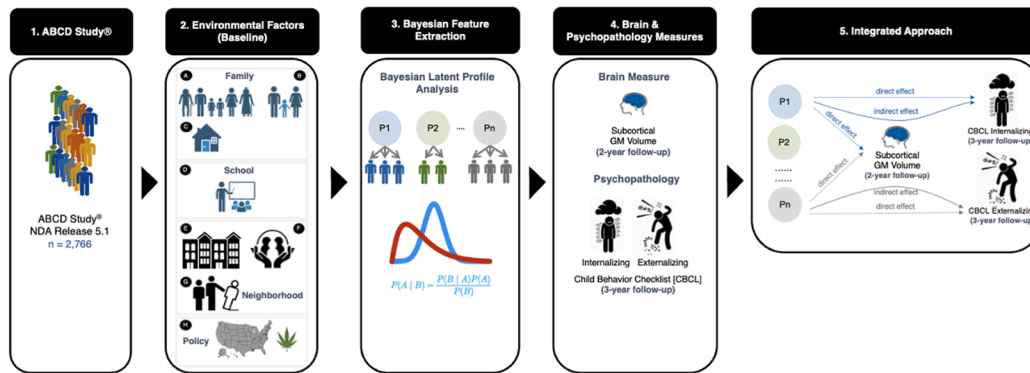 1. ABCD Study®
ABCD Study®
NDA Release 5.1
n = 2,766
2. Environmental Factors
(Baseline)
A
Family
B
C
D
School
E
F
G
Neighborhood
H
Policy
3. Bayesian Feature
Extraction
Bayesian Latent Profile
Analysis
P1
P2
....
Pn
P(A | B) = P(B | A)P(A)
P(B)
4. Brain &
Psychopathology Measures
Brain Measure
Subcortical
GM Volume
(2-year follow-up)
Psychopathology
Internalizing
Externalizing
Child Behavior Checklist [CBCL]
(3-year follow-up)
5. Integrated Approach
P1
P2
......
......
Pn
direct effect
indirect effect
direct effect
direct effect
Subcortical
GM Volume
(2-year follow-up)
indirect effect
direct effect
CBCL Internalizing
(3-year follow-up)
CBCL Externalizing
(3-year follow-up)